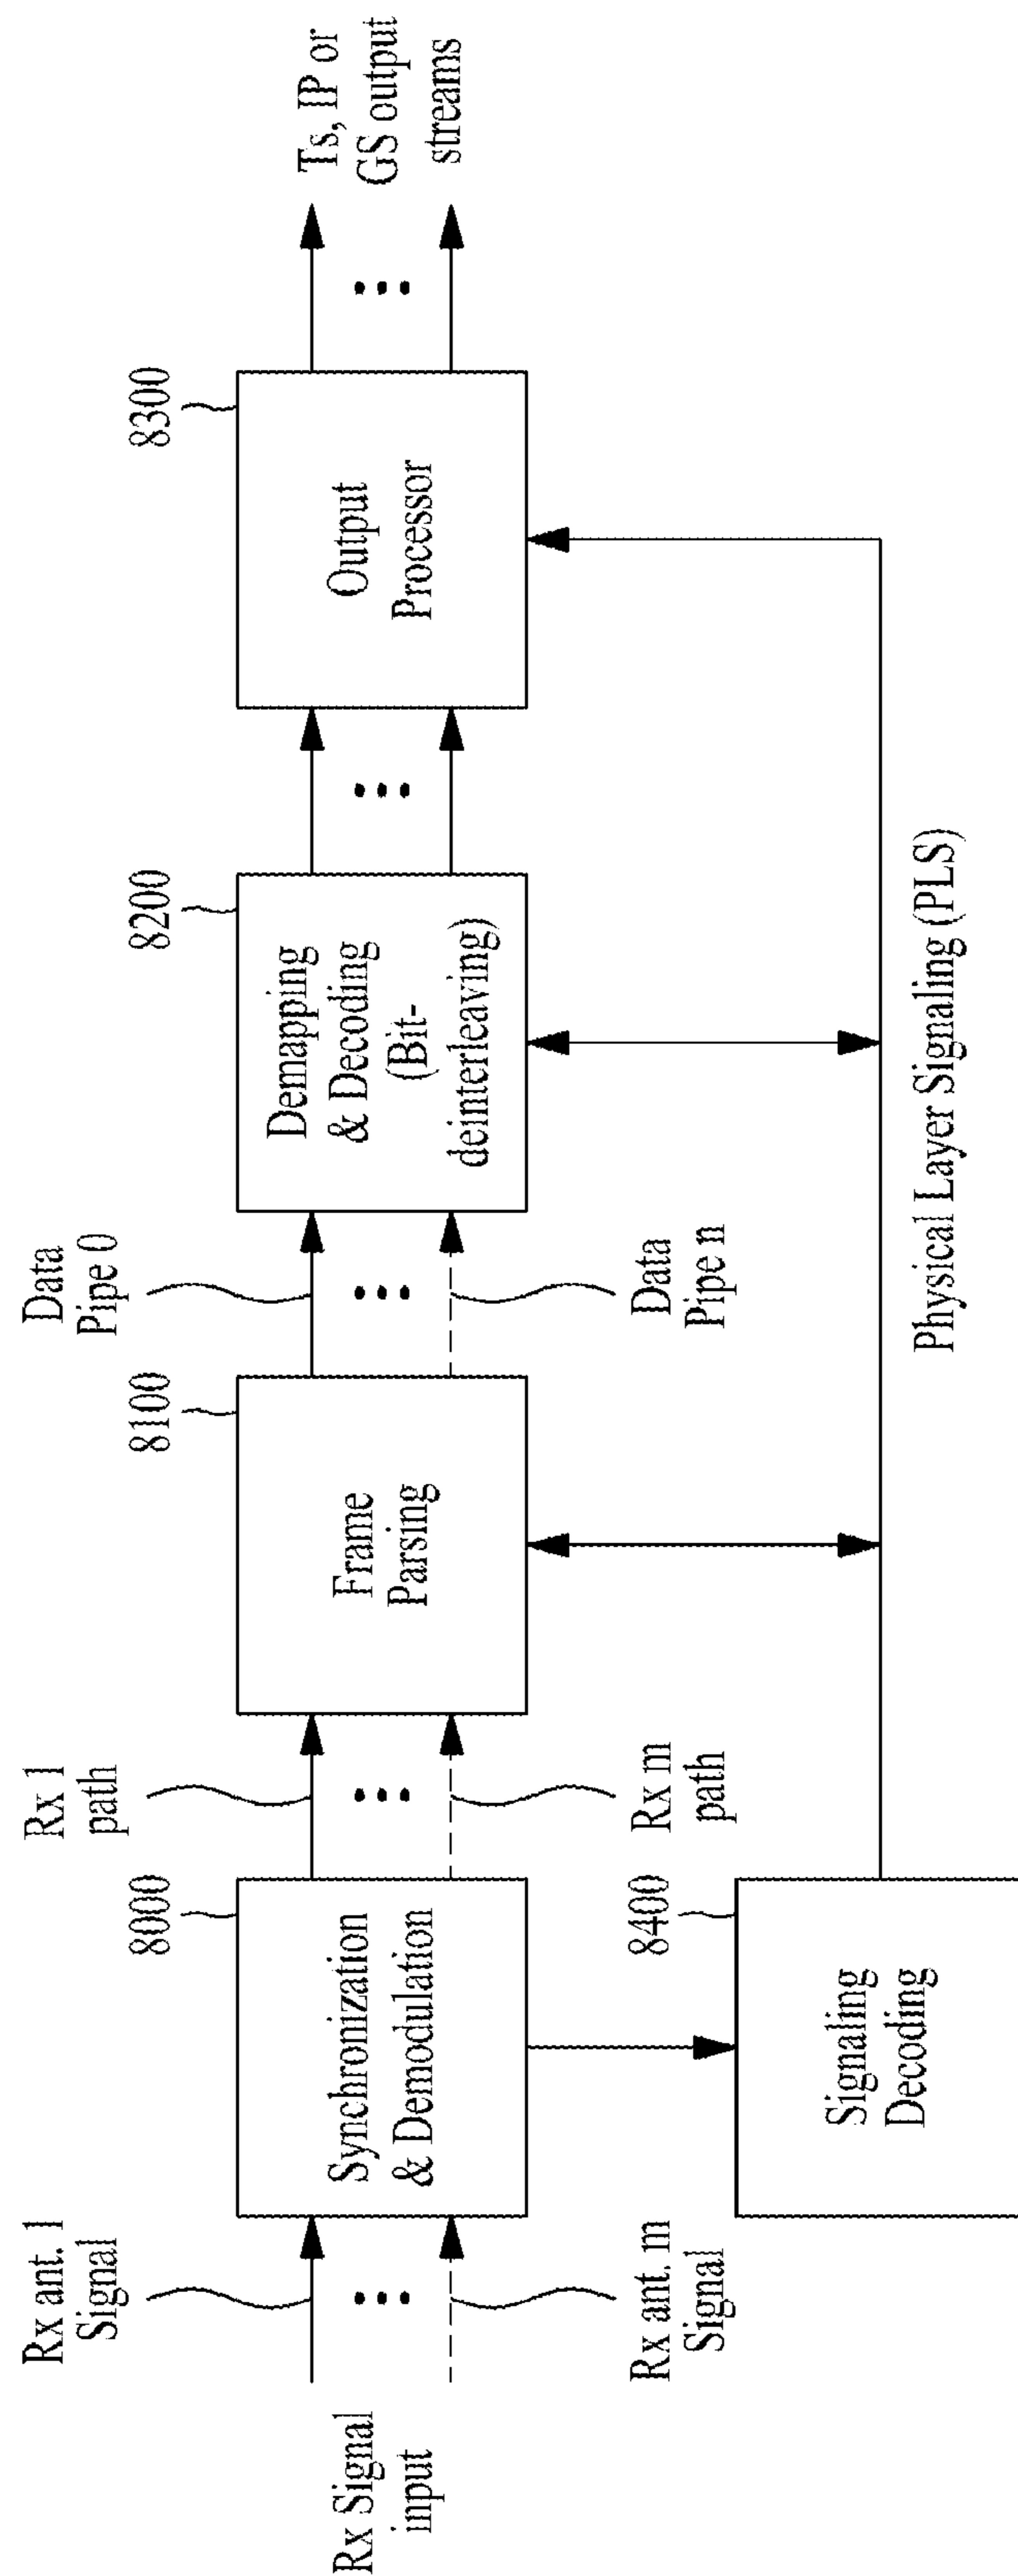 Rx Signal
input
Rx ant. 1
Signal
Rx ant. m
Signal
8000
Synchronization
& Demodulation
Rx 1
path
Rx m
path
8100
Frame
Parsing
Data
Pipe 0
Data
Pipe n
8200
Demapping
& Decoding
(Bit-
deinterleaving)
8300
Output
Processor
Ts, IP or
GS output
streams
8400
Signaling
Decoding
Physical Layer Signaling (PLS)